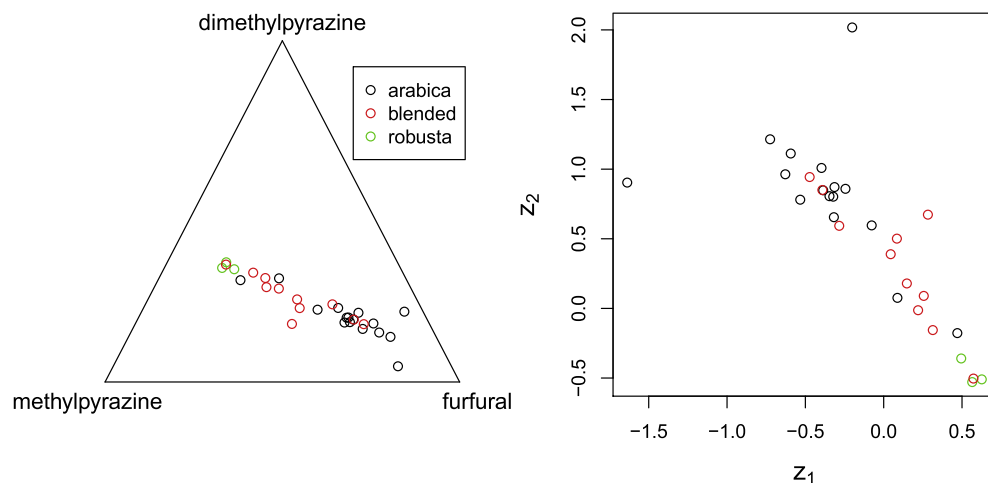 dimethylpyrazine
arabica
blended
robusta
methylpyrazine
furfural
2.0
1.5
1.0
0.5
0.0
−0.5
z2
−1.5
−1.0
−0.5
0.0
0.5
z1